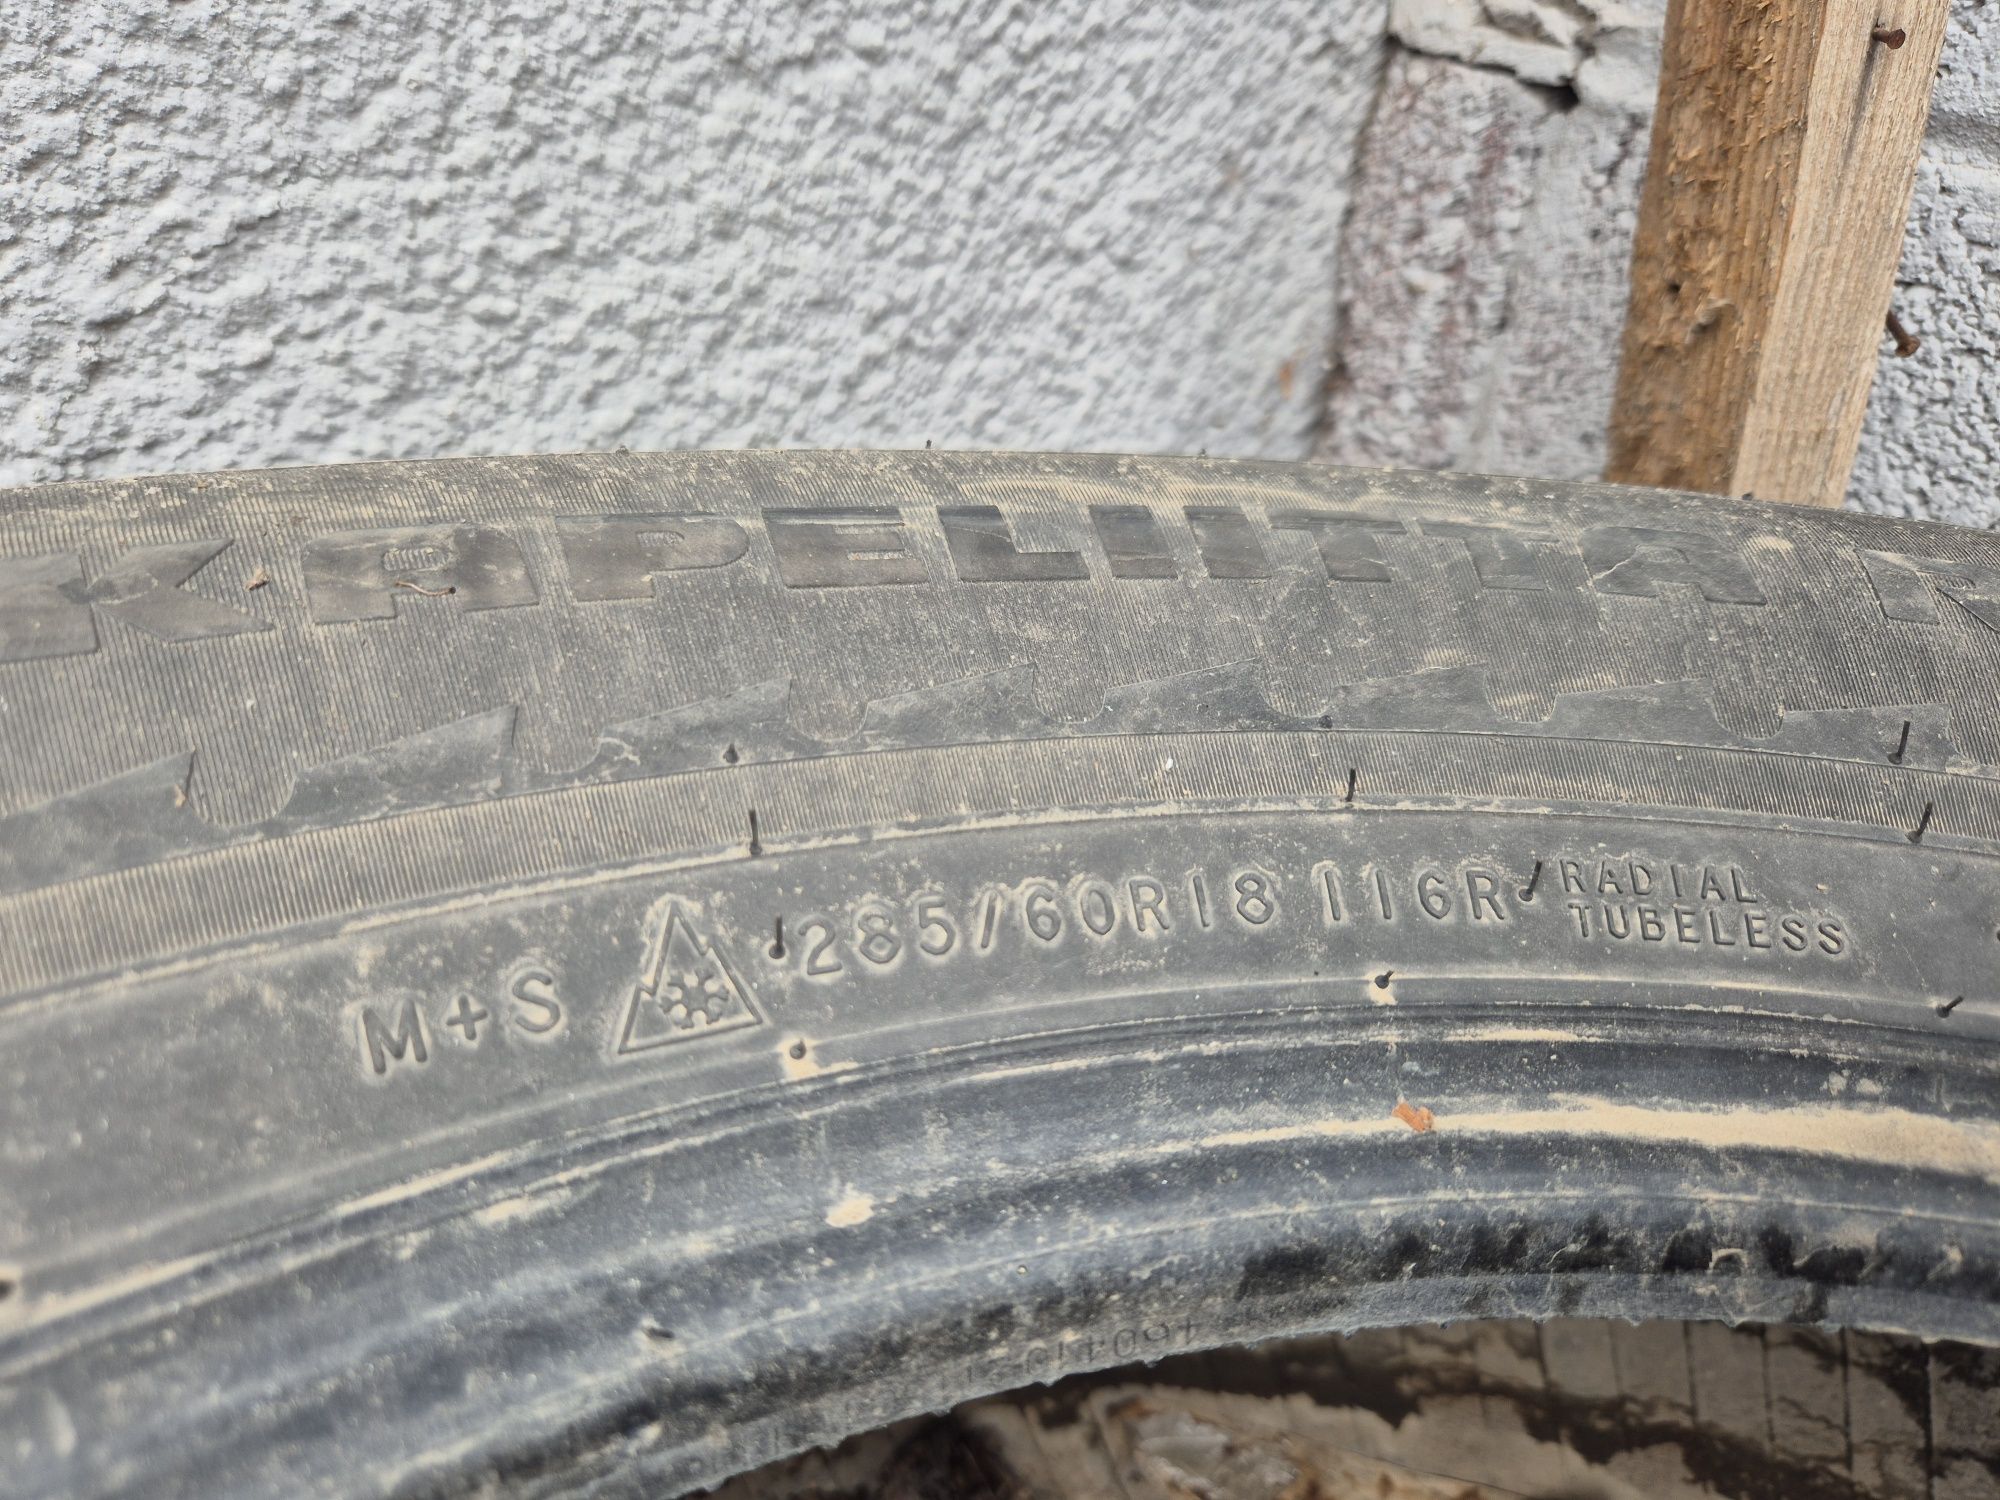 HAKKAPELIITTA R
M+S 285/60R18 116R RADIAL
TUBELESS